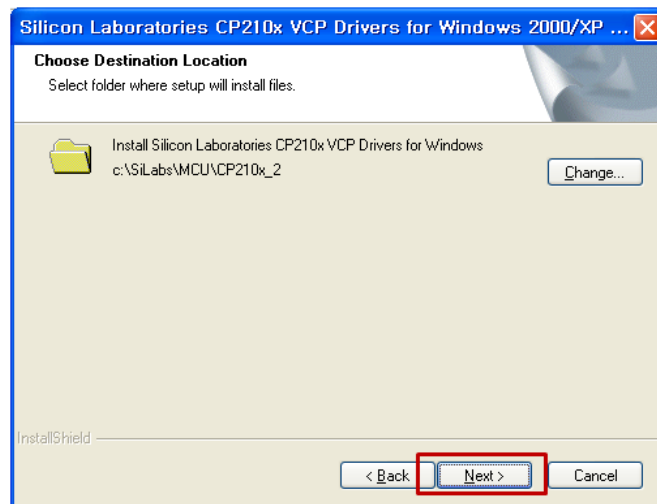 Silicon Laboratories CP210x VCP Drivers for Windows 2000/XP ...
Choose Destination Location
Select folder where setup will install files.
Install Silicon Laboratories CP210x VCP Drivers for Windows
c:\SiLabs\MCU\CP210x_2
Change...
InstallShield
< Back Next > Cancel